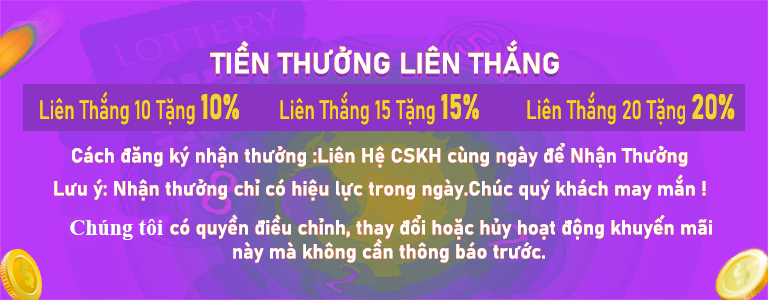 LOTTERY
TIỀN THƯỞNG LIÊN THẮNG
Liên Thắng 10 Tặng 10% Liên Thắng 15 Tặng 15% Liên Thắng 20 Tặng 20%
Cách đăng ký nhận thưởng :Liên Hệ CSKH cùng ngày để Nhận Thưởng
Lưu ý: Nhận thưởng chỉ có hiệu lực trong ngày.Chúc quý khách may mắn !
Chúng tôi có quyền điều chỉnh, thay đổi hoặc hủy hoạt động khuyến mãi
này mà không cần thông báo trước.